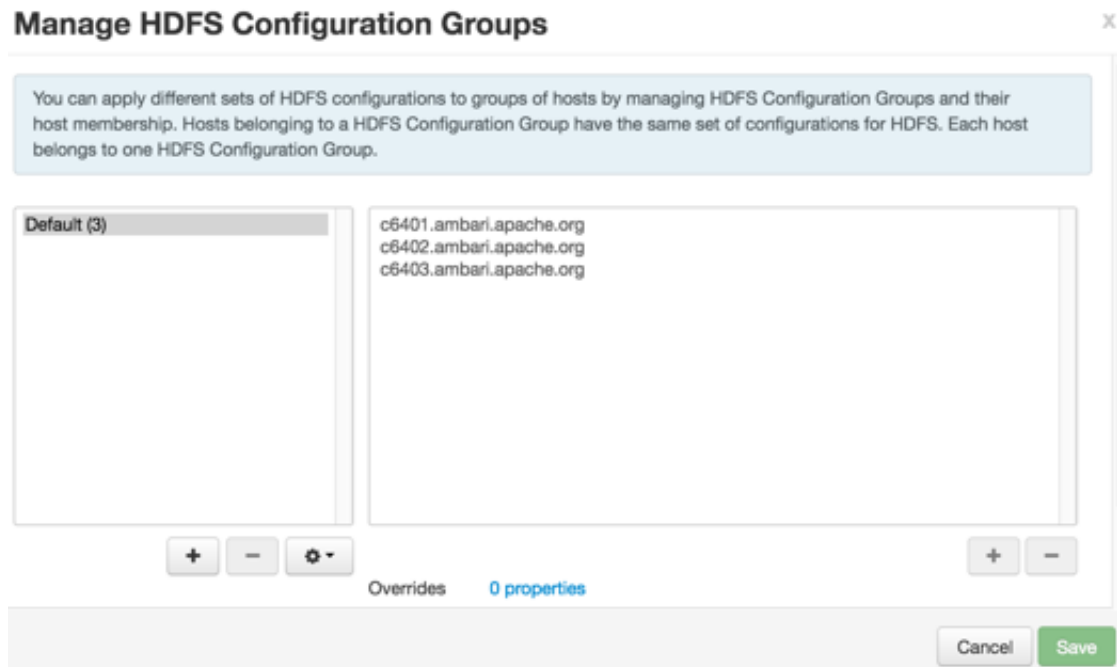 Manage HDFS Configuration Groups
x
You can apply different sets of HDFS configurations to groups of hosts by managing HDFS Configuration Groups and their
host membership. Hosts belonging to a HDFS Configuration Group have the same set of configurations for HDFS. Each host
belongs to one HDFS Configuration Group.
Default (3)
c6401.ambari.apache.org
c6402.ambari.apache.org
c6403.ambari.apache.org
+ − + −
Overrides 0 properties
Cancel Save